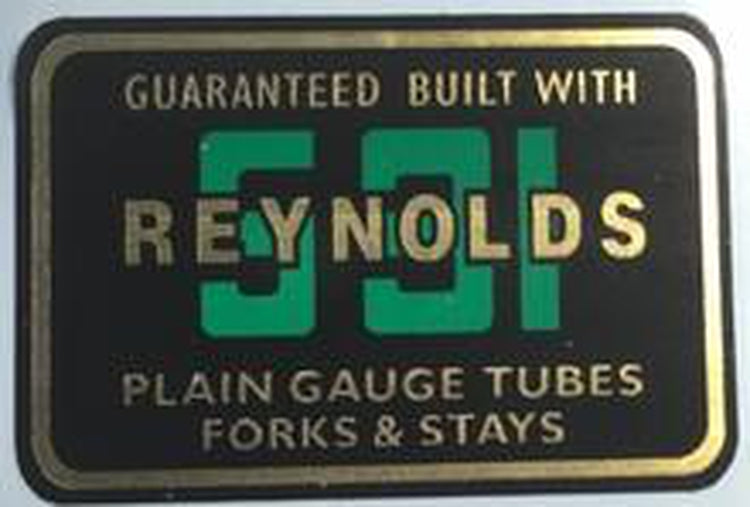 GUARANTEED BUILT WITH
531
REYNOLDS
PLAIN GAUGE TUBES
FORKS & STAYS